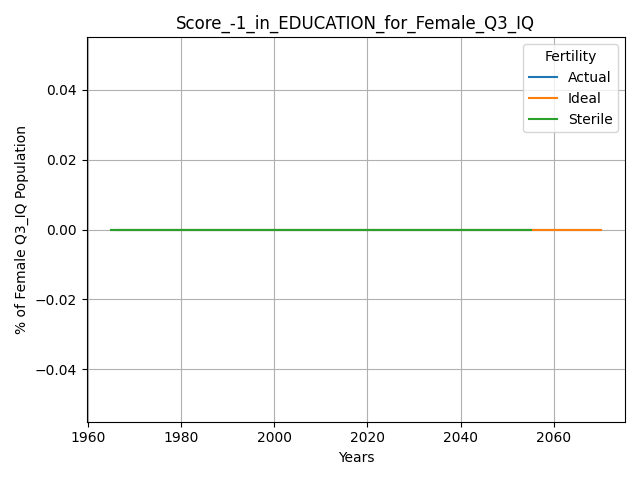 Score_-1_in_EDUCATION_for_Female_Q3_IQ
% of Female Q3_IQ Population
0.04
0.02
0.00
−0.02
−0.04
Fertility
Actual
Ideal
Sterile
1960 1980 2000 2020 2040 2060
Years